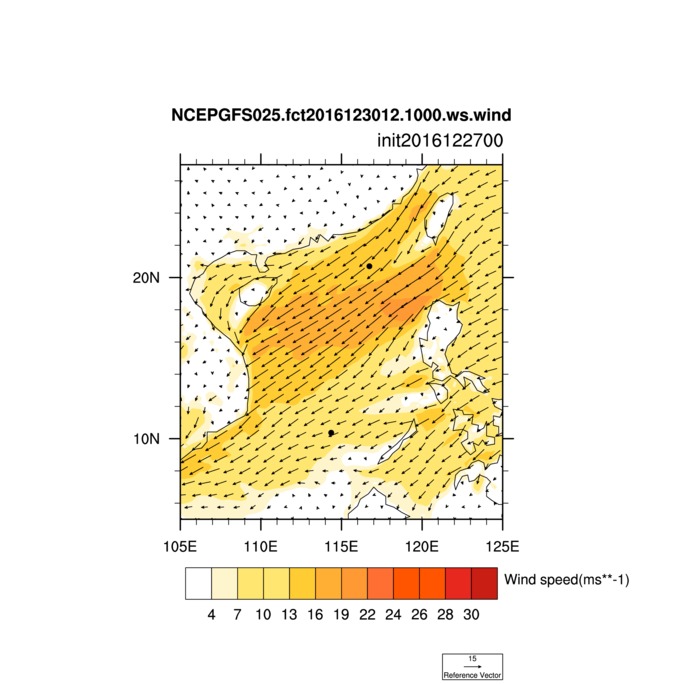 NCEPGFS025.fct2016123012.1000.ws.wind
init2016122700
20N
10N
105E 110E 115E 120E 125E
Wind speed(ms**-1)
4 7 10 13 16 19 22 24 26 28 30
15
Reference Vector